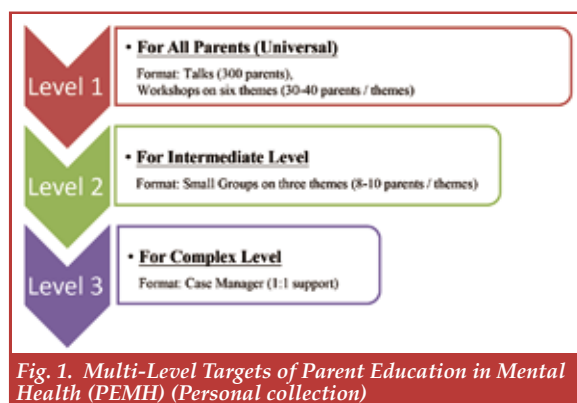 Level 1
• For All Parents (Universal)
Format: Talks (300 parents),
Workshops on six themes (30-40 parents / themes)
Level 2
• For Intermediate Level
Format: Small Groups on three themes (8-10 parents / themes)
Level 3
• For Complex Level
Format: Case Manager (1:1 support)
Fig. 1. Multi-Level Targets of Parent Education in Mental
Health (PEMH) (Personal collection)